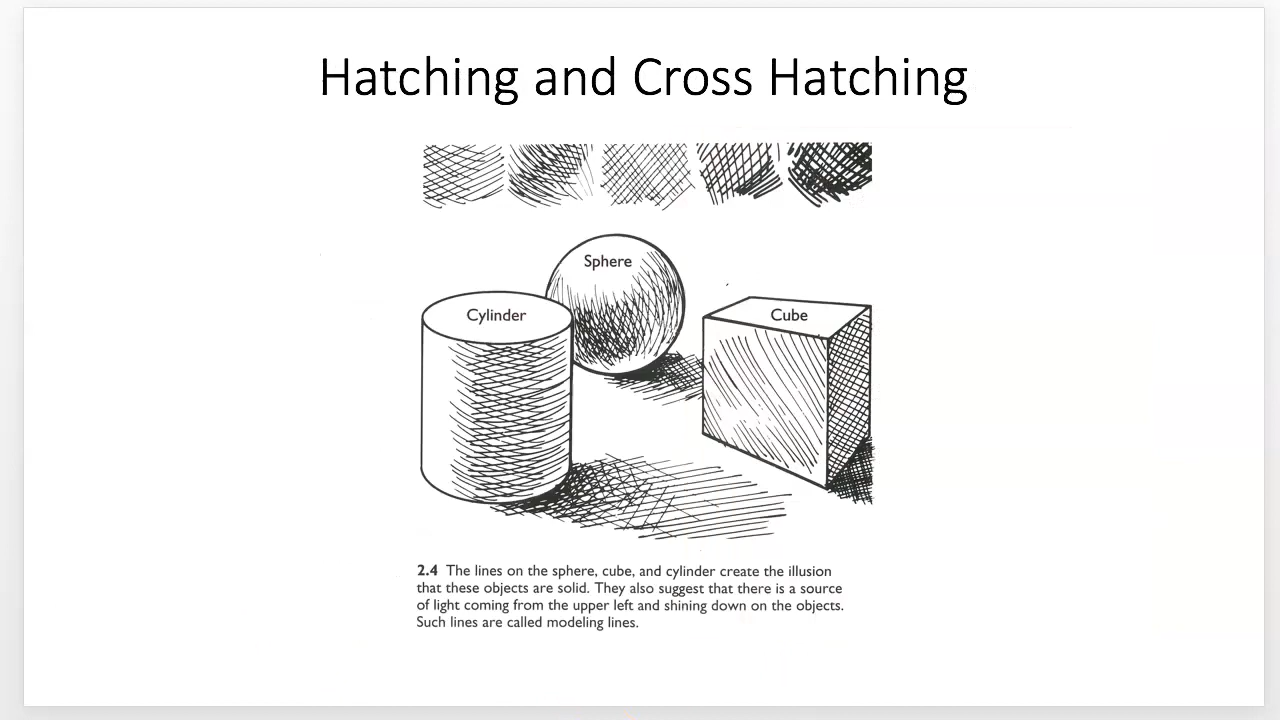 Hatching and Cross Hatching
Sphere
Cylinder
Cube
2.4 The lines on the sphere, cube, and cylinder create the illusion
that these objects are solid. They also suggest that there is a source
of light coming from the upper left and shining down on the objects.
Such lines are called modeling lines.